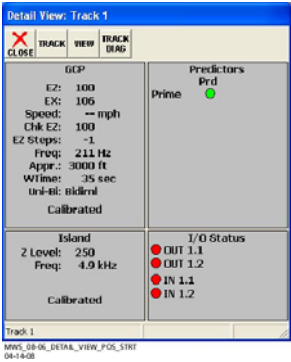 Detail View: Track 1
CLOSE TRACK VIEW TRACK DIAG
GCP
EZ: 100
EX: 106
Speed: -- mph
Chk EZ: 100
EZ Steps: -1
Freq: 211 Hz
Appr.: 3000 ft
WTime: 35 sec
Uni-Bi: Bidirnl
Calibrated
Predictors
Prd
Prime
Island
Z Level: 250
Freq: 4.9 kHz
Calibrated
I/O Status
OUT 1.1
OUT 1.2
IN 1.1
IN 1.2
Track 1
MWS_08-06_DETAIL_VIEW_POS_STRT
04-14-08